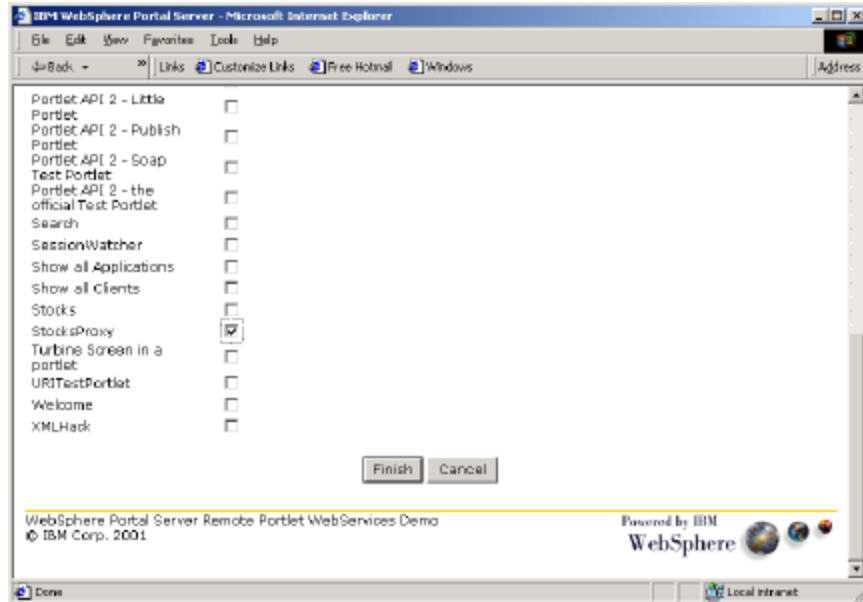 IBM WebSphere Portal Server - Microsoft Internet Explorer
File Edit View Favorites Tools Help
Back » Links Customize Links Free Hotmail Windows Address
Portlet API 2 - Little
Portlet
Portlet API 2 - Publish
Portlet
Portlet API 2 - Soap
Test Portlet
Portlet API 2 - the
official Test Portlet
Search
SessionWatcher
Show all Applications
Show all Clients
Stocks
StocksProxy
Turbine Screen in a
portlet
URITestPortlet
Welcome
XMLHack
Finish Cancel
WebSphere Portal Server Remote Portlet WebServices Demo
© IBM Corp. 2001
Powered by IBM
WebSphere
Done Local intranet